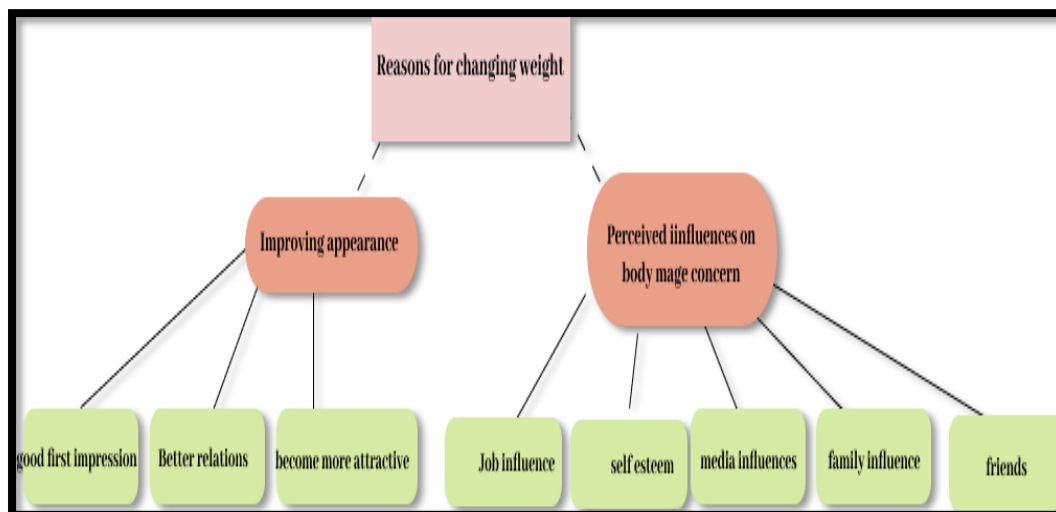 Reasons for changing weight
Improving appearance
Perceived iinfluences on
body mage concern
good first impression
Better relations
become more attractive
Job influence
self esteem
media influences
family influence
friends